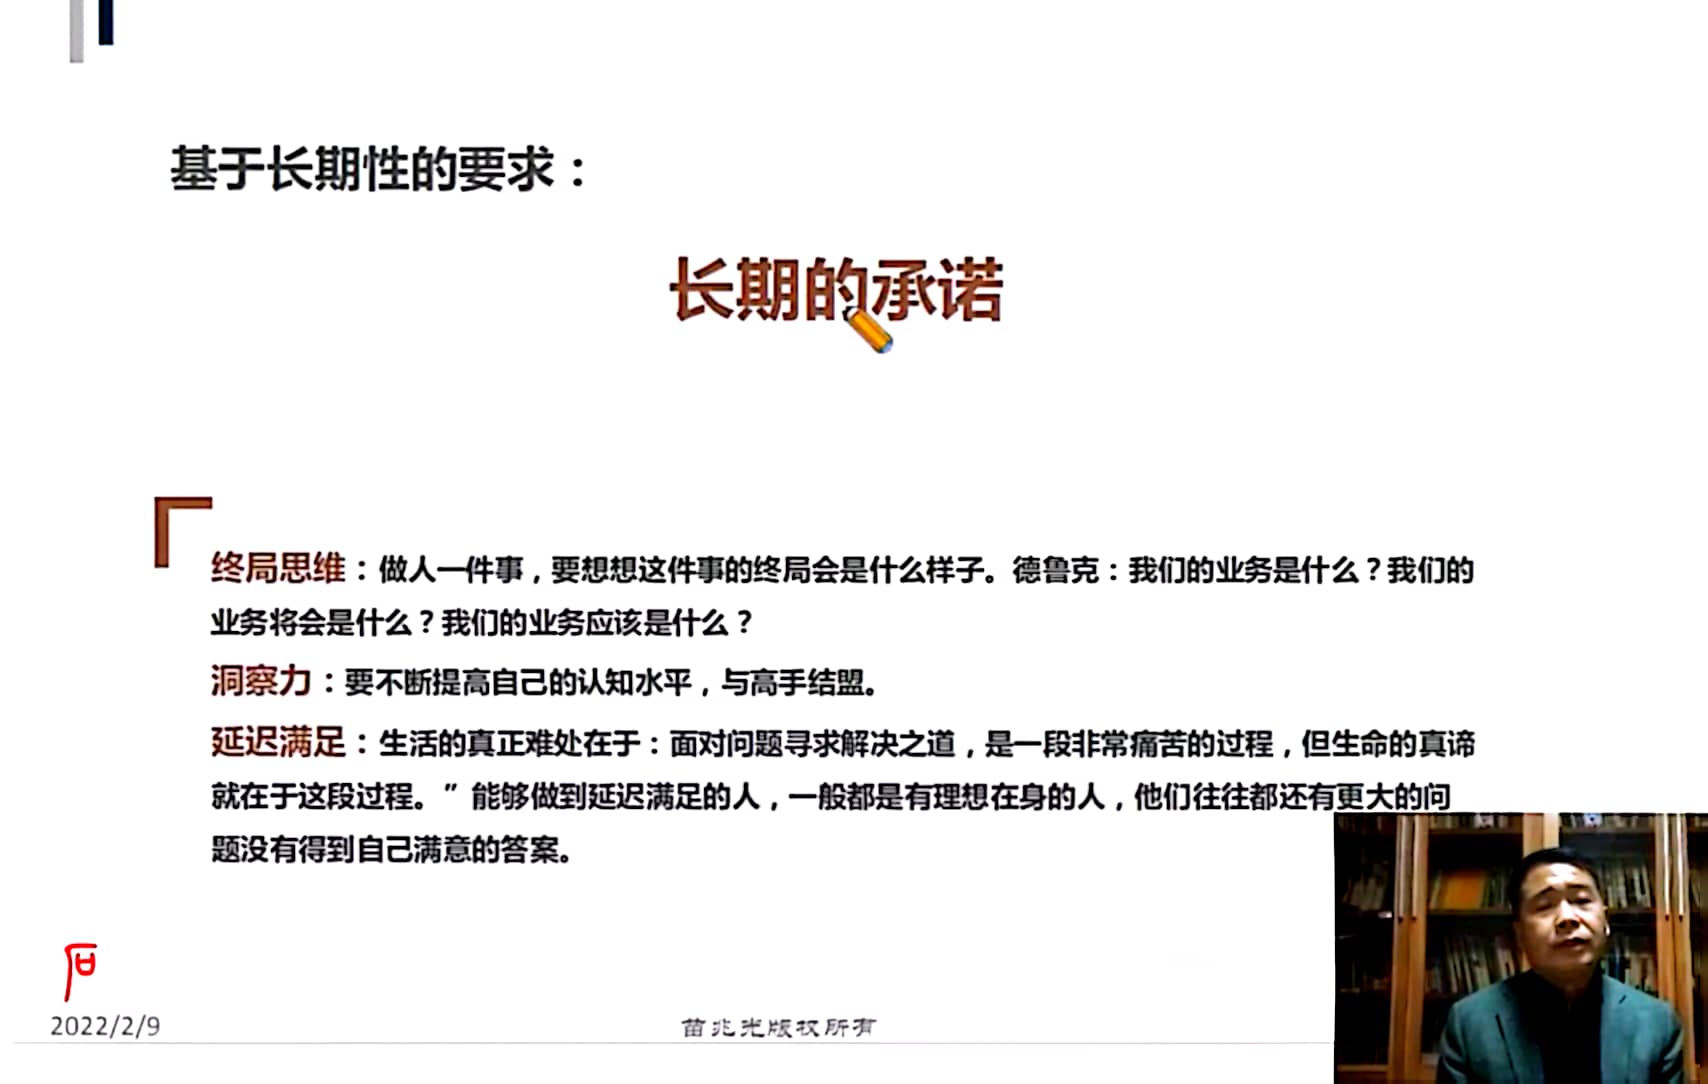 基于长期性的要求：
长期的承诺
终局思维：做人一件事，要想想这件事的终局会是什么样子。德鲁克：我们的业务是什么？我们的
业务将会是什么？我们的业务应该是什么？
洞察力：要不断提高自己的认知水平，与高手结盟。
延迟满足：生活的真正难处在于：面对问题寻求解决之道，是一段非常痛苦的过程，但生命的真谛
就在于这段过程。”能够做到延迟满足的人，一般都是有理想在身的人，他们往往都还有更大的问
题没有得到自己满意的答案。
2022/2/9
苗兆光版权所有